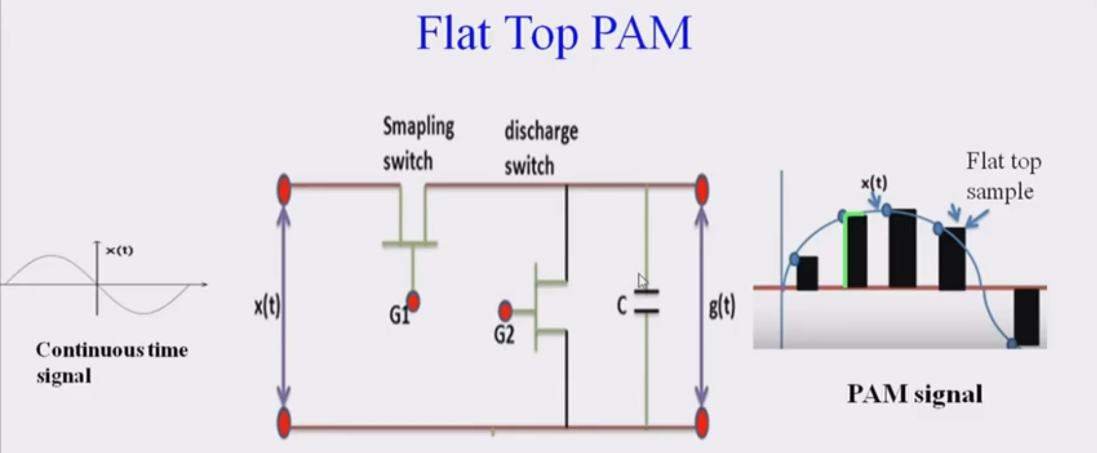 Flat Top PAM
x(t)
Continuous time
signal
Smapling
switch
discharge
switch
x(t)
G1
G2
C
g(t)
x(t)
Flat top
sample
PAM signal